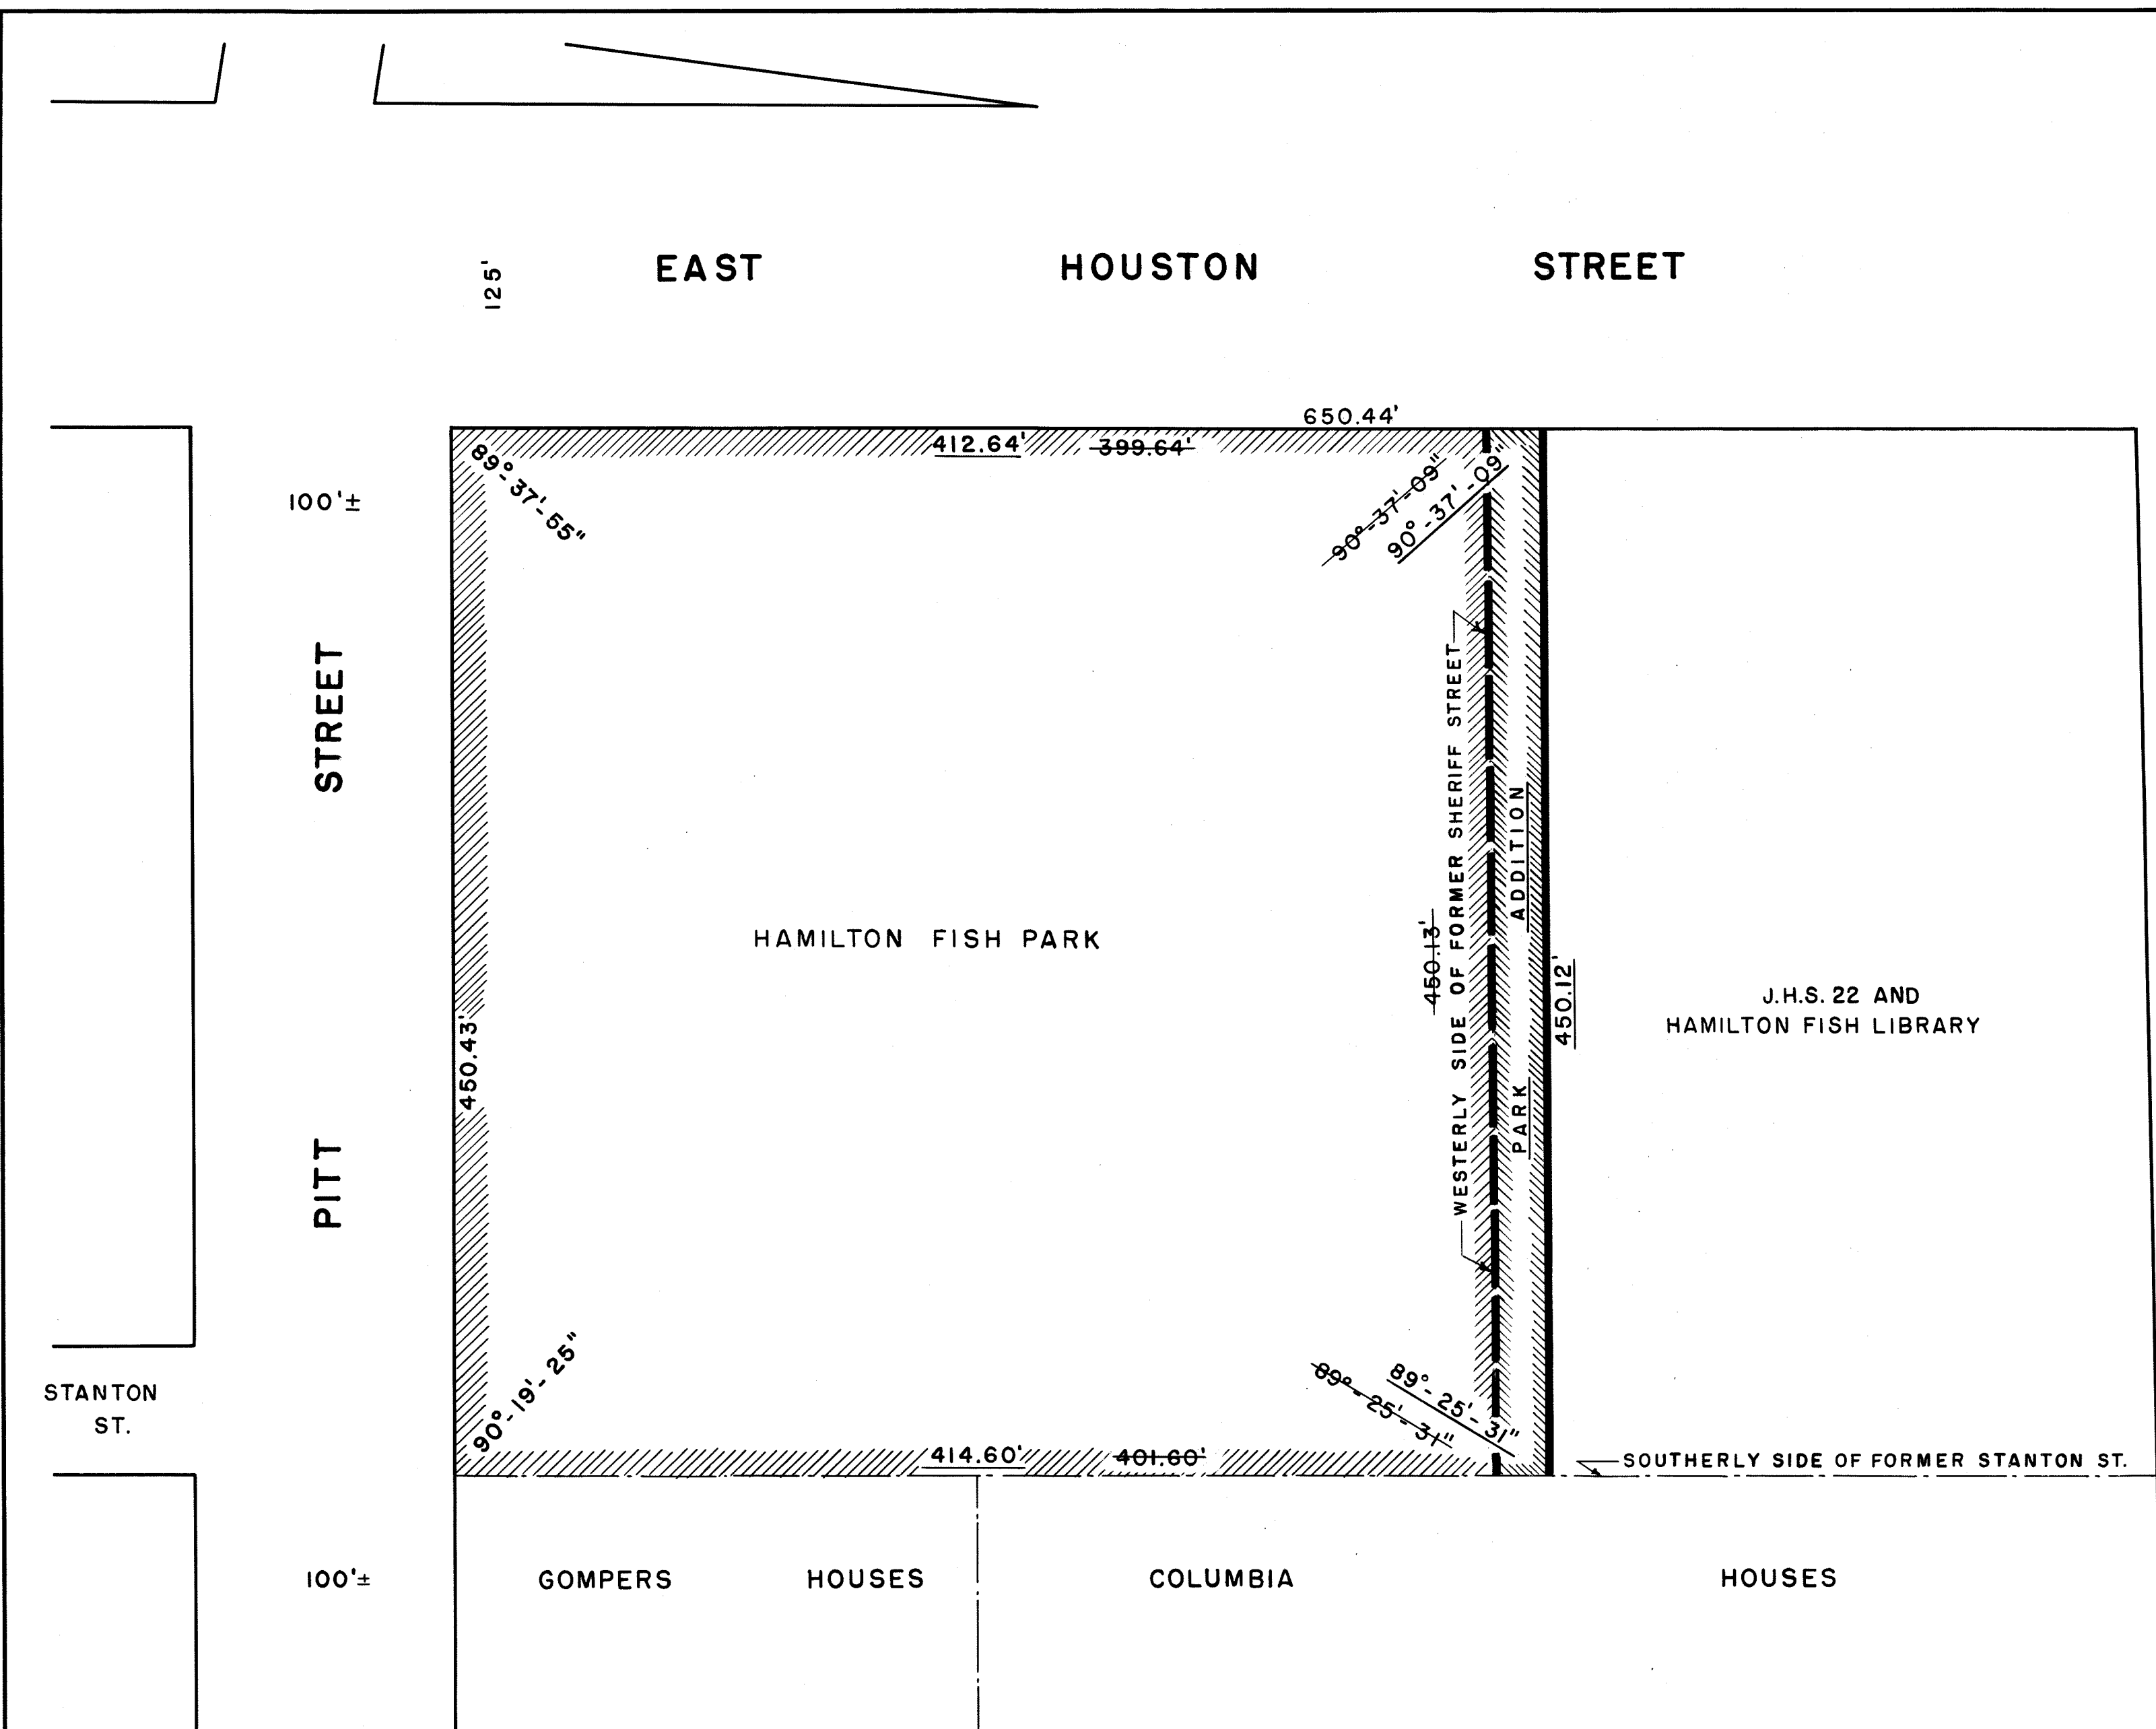 EAST HOUSTON STREET
125'
650.44'
412.64' 399.64'
89°-37'-55"
90°-37'-09"
90°-37'-09"
100'±
PITT STREET
HAMILTON FISH PARK
450.43'
450.13'
WESTERLY SIDE OF FORMER SHERIFF STREET
PARK ADDITION
450.12'
J.H.S. 22 AND
HAMILTON FISH LIBRARY
STANTON
ST.
90°-19'-25"
89°-25'-31"
89°-25'-31"
414.60' 401.60'
SOUTHERLY SIDE OF FORMER STANTON ST.
100'±
GOMPERS HOUSES
COLUMBIA HOUSES